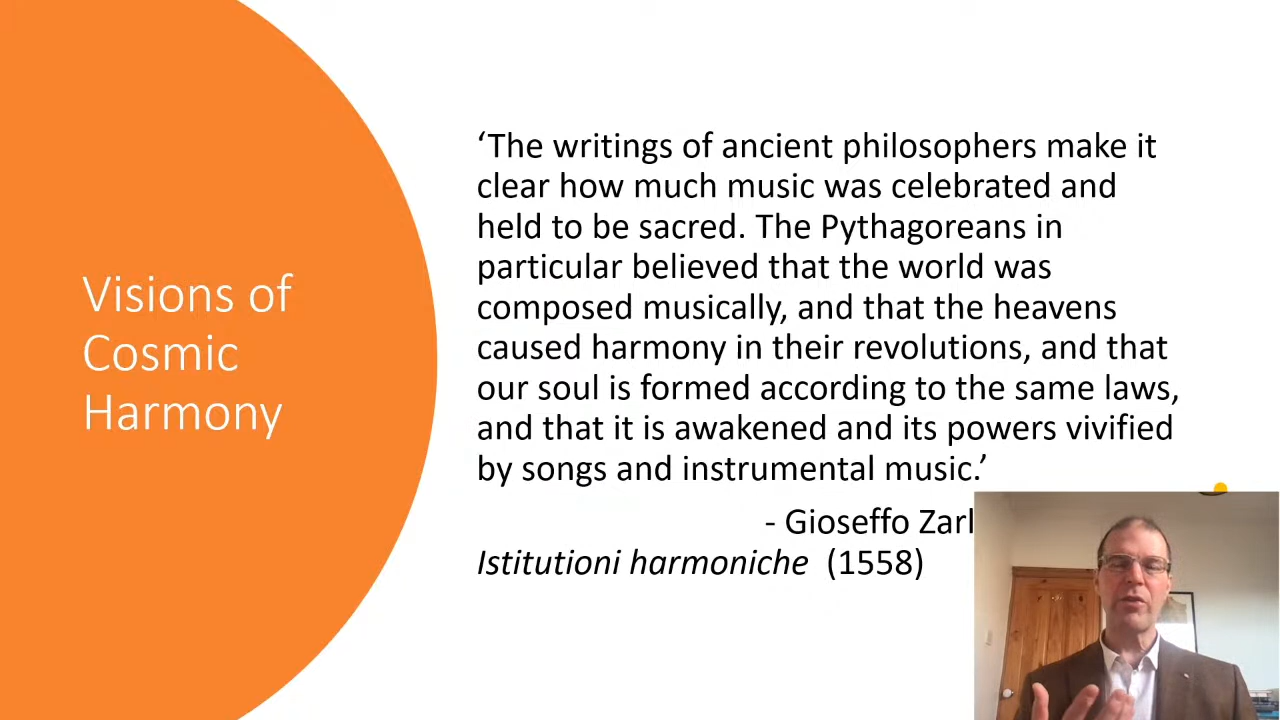 Visions of
Cosmic
Harmony
‘The writings of ancient philosophers make it
clear how much music was celebrated and
held to be sacred. The Pythagoreans in
particular believed that the world was
composed musically, and that the heavens
caused harmony in their revolutions, and that
our soul is formed according to the same laws,
and that it is awakened and its powers vivified
by songs and instrumental music.’
- Gioseffo Zarl
Istitutioni harmoniche (1558)